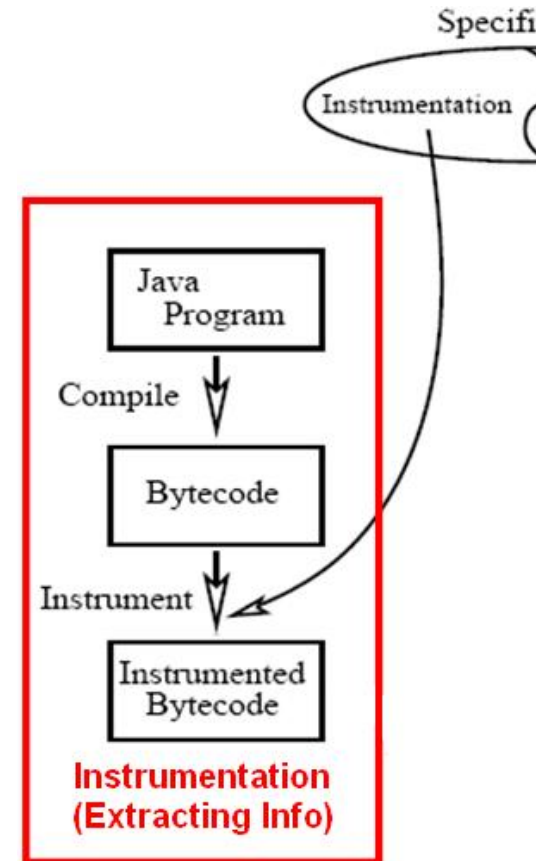 Specifi
Instrumentation
Java
Program
Compile
Bytecode
Instrument
Instrumented
Bytecode
Instrumentation
(Extracting Info)